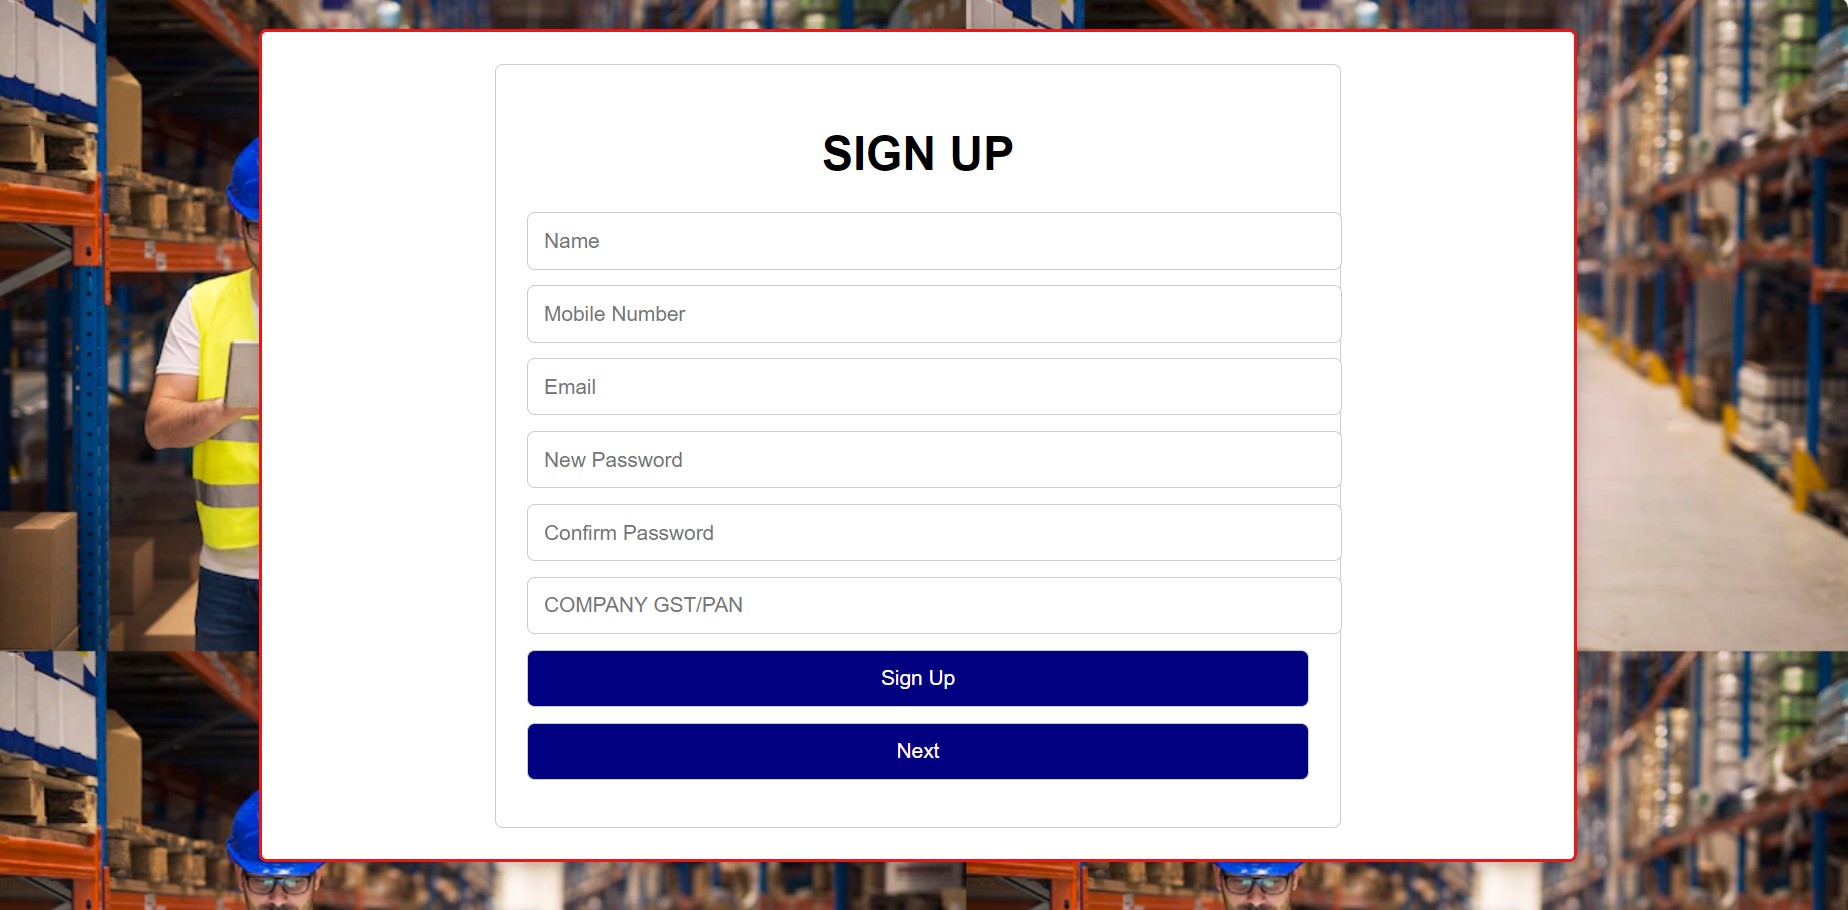 SIGN UP
Name
Mobile Number
Email
New Password
Confirm Password
COMPANY GST/PAN
Sign Up
Next